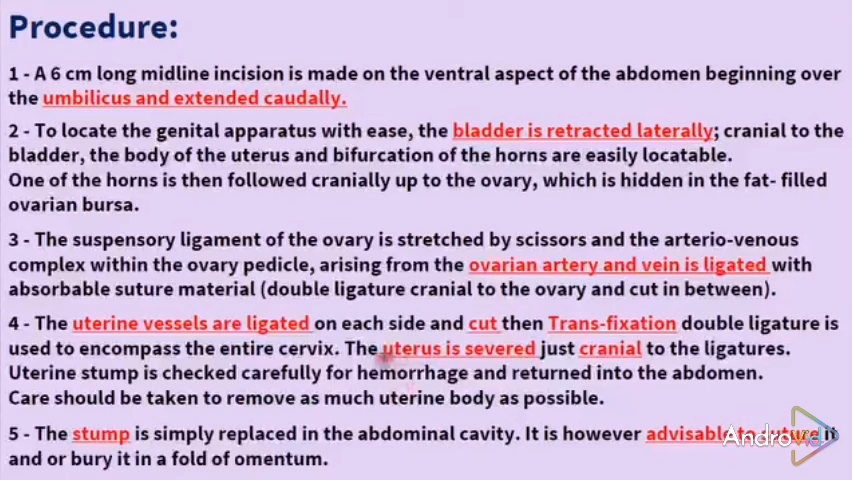 Procedure:
1 - A 6 cm long midline incision is made on the ventral aspect of the abdomen beginning over
the umbilicus and extended caudally.
2 - To locate the genital apparatus with ease, the bladder is retracted laterally; cranial to the
bladder, the body of the uterus and bifurcation of the horns are easily locatable.
One of the horns is then followed cranially up to the ovary, which is hidden in the fat- filled
ovarian bursa.
3 - The suspensory ligament of the ovary is stretched by scissors and the arterio-venous
complex within the ovary pedicle, arising from the ovarian artery and vein is ligated with
absorbable suture material (double ligature cranial to the ovary and cut in between).
4 - The uterine vessels are ligated on each side and cut then Trans-fixation double ligature is
used to encompass the entire cervix. The uterus is severed just cranial to the ligatures.
Uterine stump is checked carefully for hemorrhage and returned into the abdomen.
Care should be taken to remove as much uterine body as possible.
5 - The stump is simply replaced in the abdominal cavity. It is however advisable to suture it
and or bury it in a fold of omentum.